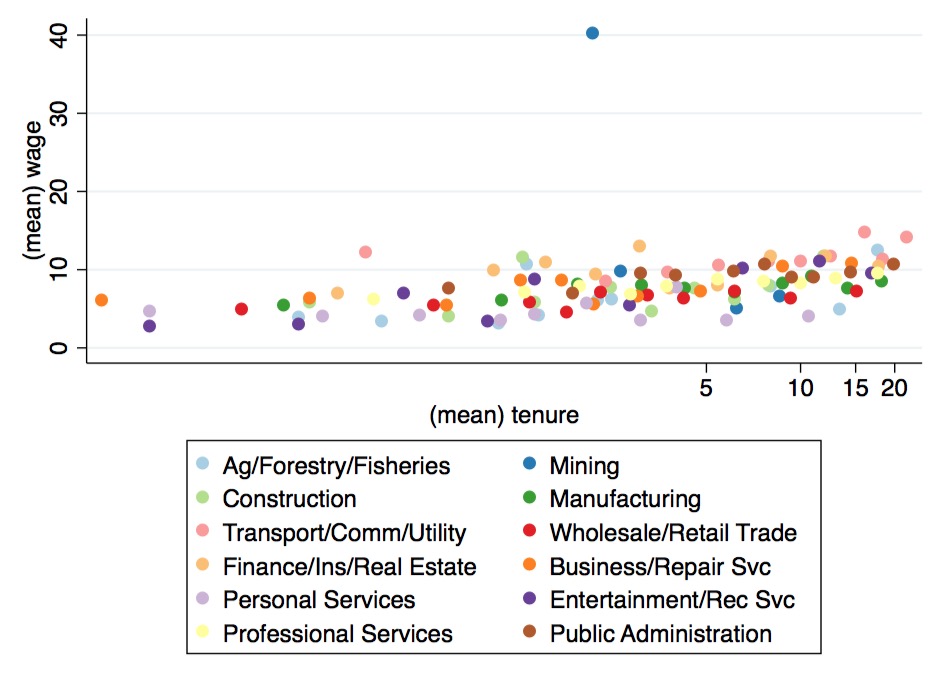 40
30
20
10
0
(mean) wage
5 10 15 20
(mean) tenure
Ag/Forestry/Fisheries Mining
Construction Manufacturing
Transport/Comm/Utility Wholesale/Retail Trade
Finance/Ins/Real Estate Business/Repair Svc
Personal Services Entertainment/Rec Svc
Professional Services Public Administration